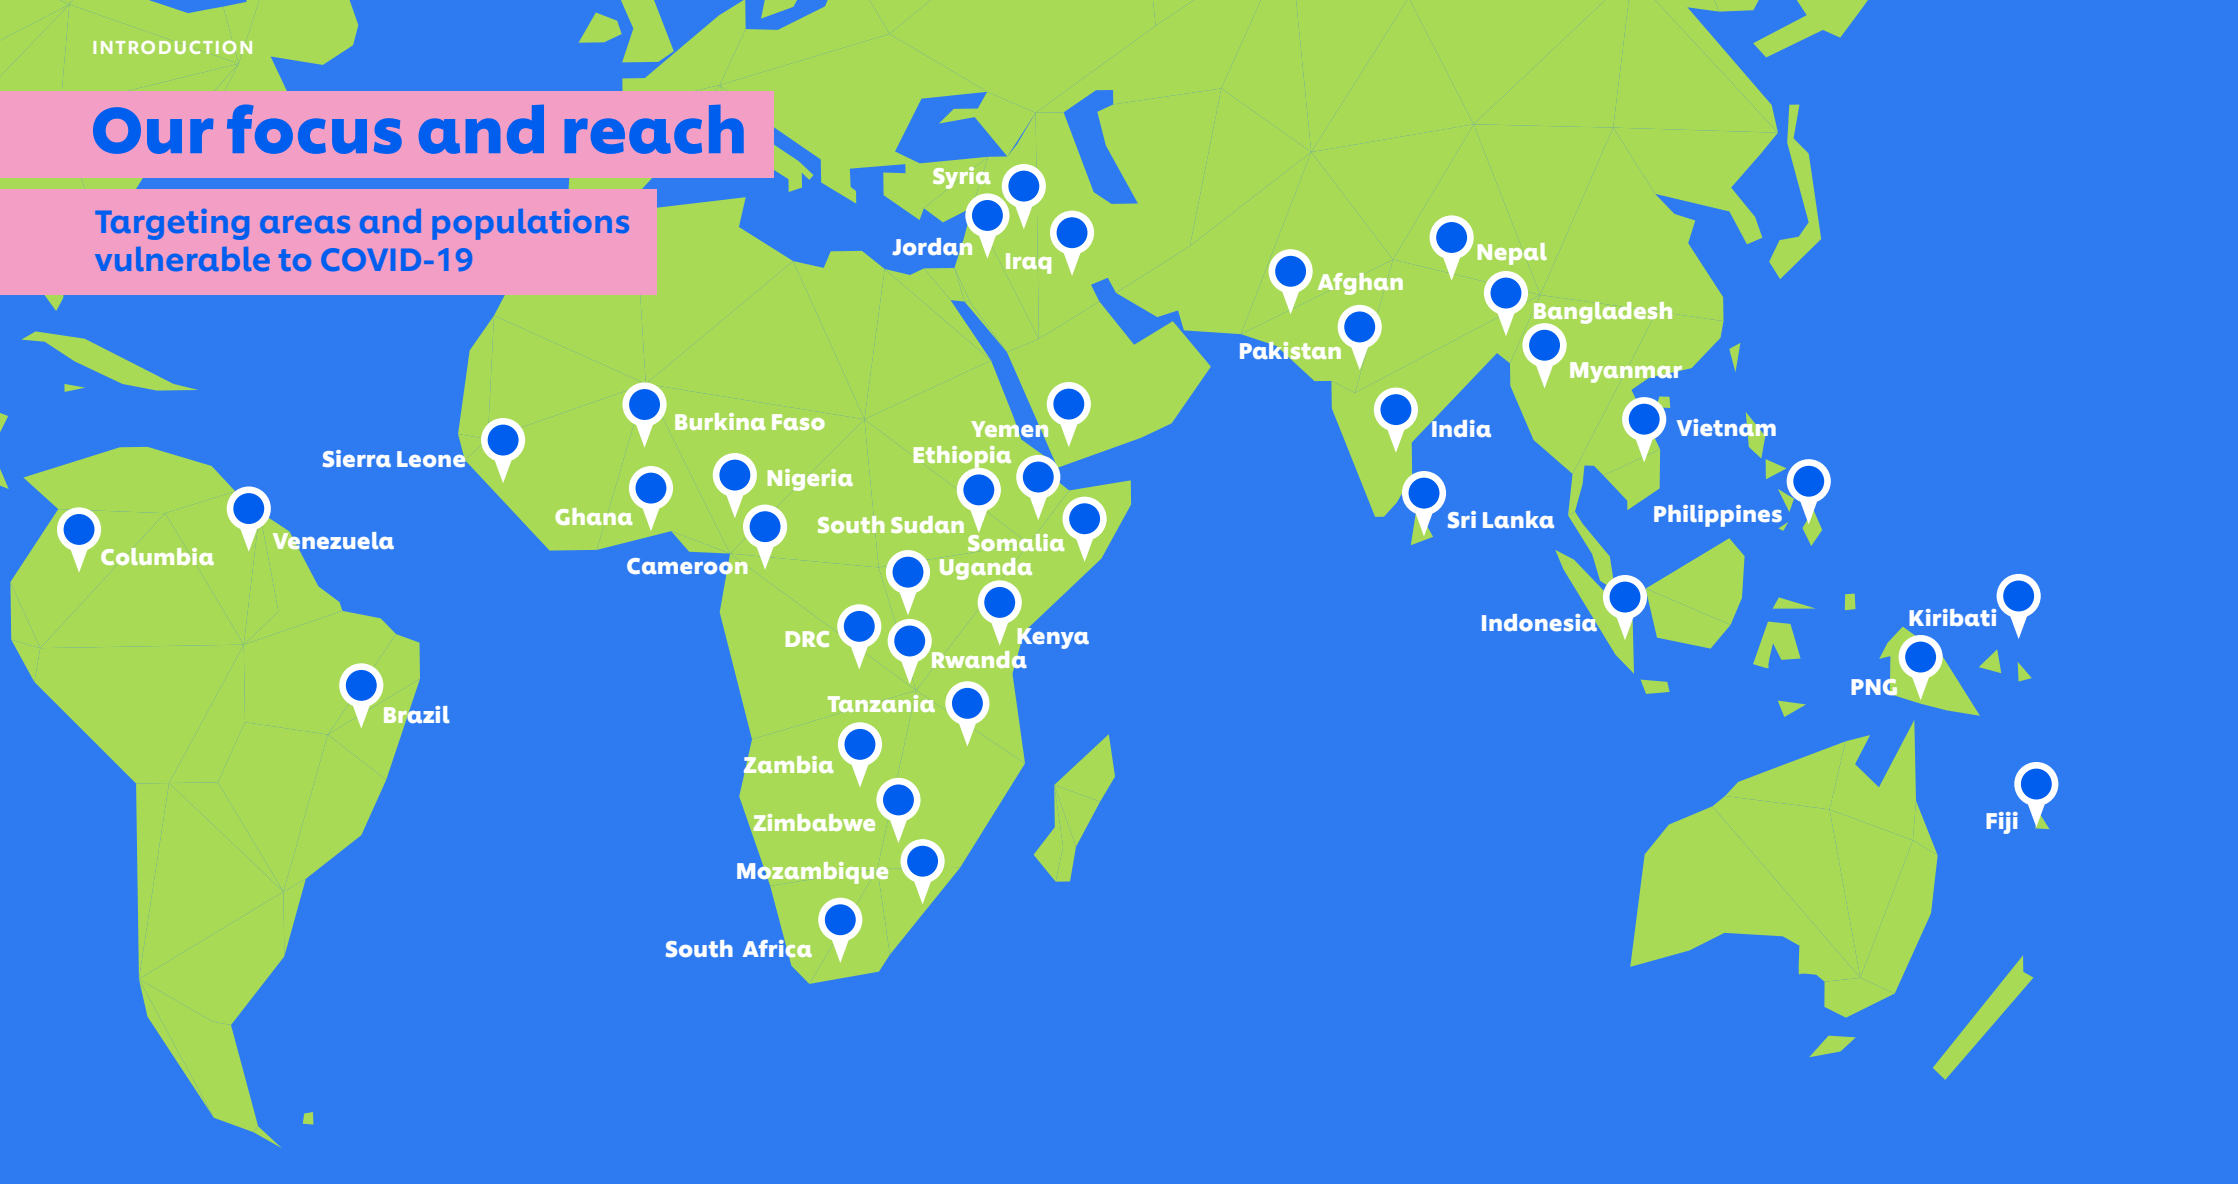 INTRODUCTION
Our focus and reach
Targeting areas and populations
vulnerable to COVID-19
Syria
Jordan
Iraq
Nepal
Afghan
Bangladesh
Pakistan
Myanmar
Burkina Faso
Yemen
India
Vietnam
Sierra Leone
Ethiopia
Nigeria
Ghana
South Sudan
Sri Lanka
Philippines
Columbia
Venezuela
Somalia
Cameroon
Uganda
Indonesia
Kiribati
DRC
Kenya
Rwanda
PNG
Tanzania
Brazil
Zambia
Zimbabwe
Fiji
Mozambique
South Africa